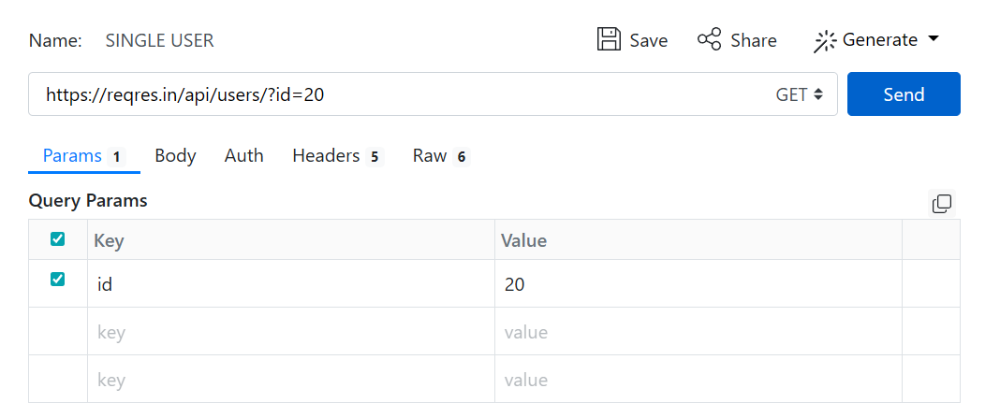 Name: SINGLE USER Save Share Generate
https://reqres.in/api/users/?id=20 GET Send
Params 1 Body Auth Headers 5 Raw 6
Query Params
Key Value
id 20
key value
key value